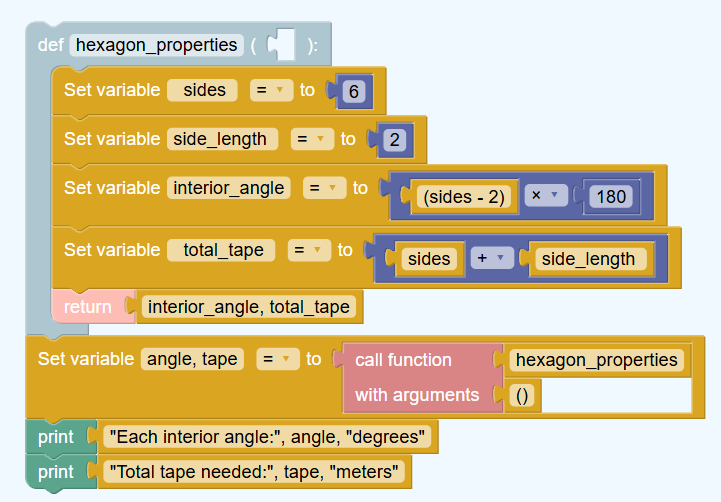 def hexagon_properties ( ):
Set variable sides = to 6
Set variable side_length = to 2
Set variable interior_angle = to (sides - 2) × 180
Set variable total_tape = to sides + side_length
return interior_angle, total_tape
Set variable angle, tape = to call function hexagon_properties
with arguments ()
print "Each interior angle:", angle, "degrees"
print "Total tape needed:", tape, "meters"